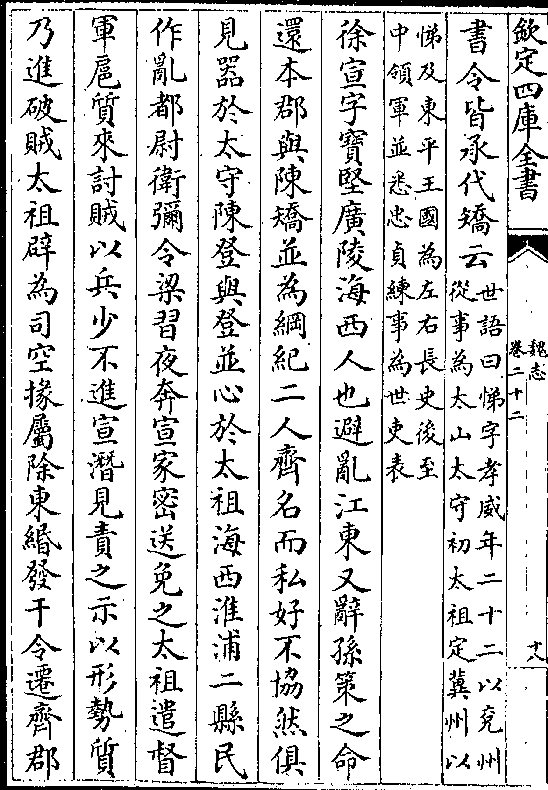 欽定四庫全書
魏志
卷二十二
十八
書令皆承代矯云
世語曰悌字孝威年二十二以兖州
從事為太山太守初太祖定冀州以
悌及東平王國為左右長史後至
中領軍並悉忠貞練事為世吏表
徐宣字寶堅廣陵海西人也避亂江東又辭孫策之命
還本郡與陳矯並為綱紀二人齊名而私好不協然俱
見器於太守陳登與登並心於太祖海西淮浦二縣民
作亂都尉衛彌令梁習夜奔宣家密送免之太祖遣督
軍扈質來討賊以兵少不進宣潛見責之示以形勢質
乃進破賊太祖辟為司空掾屬除東緡發干令遷齊郡